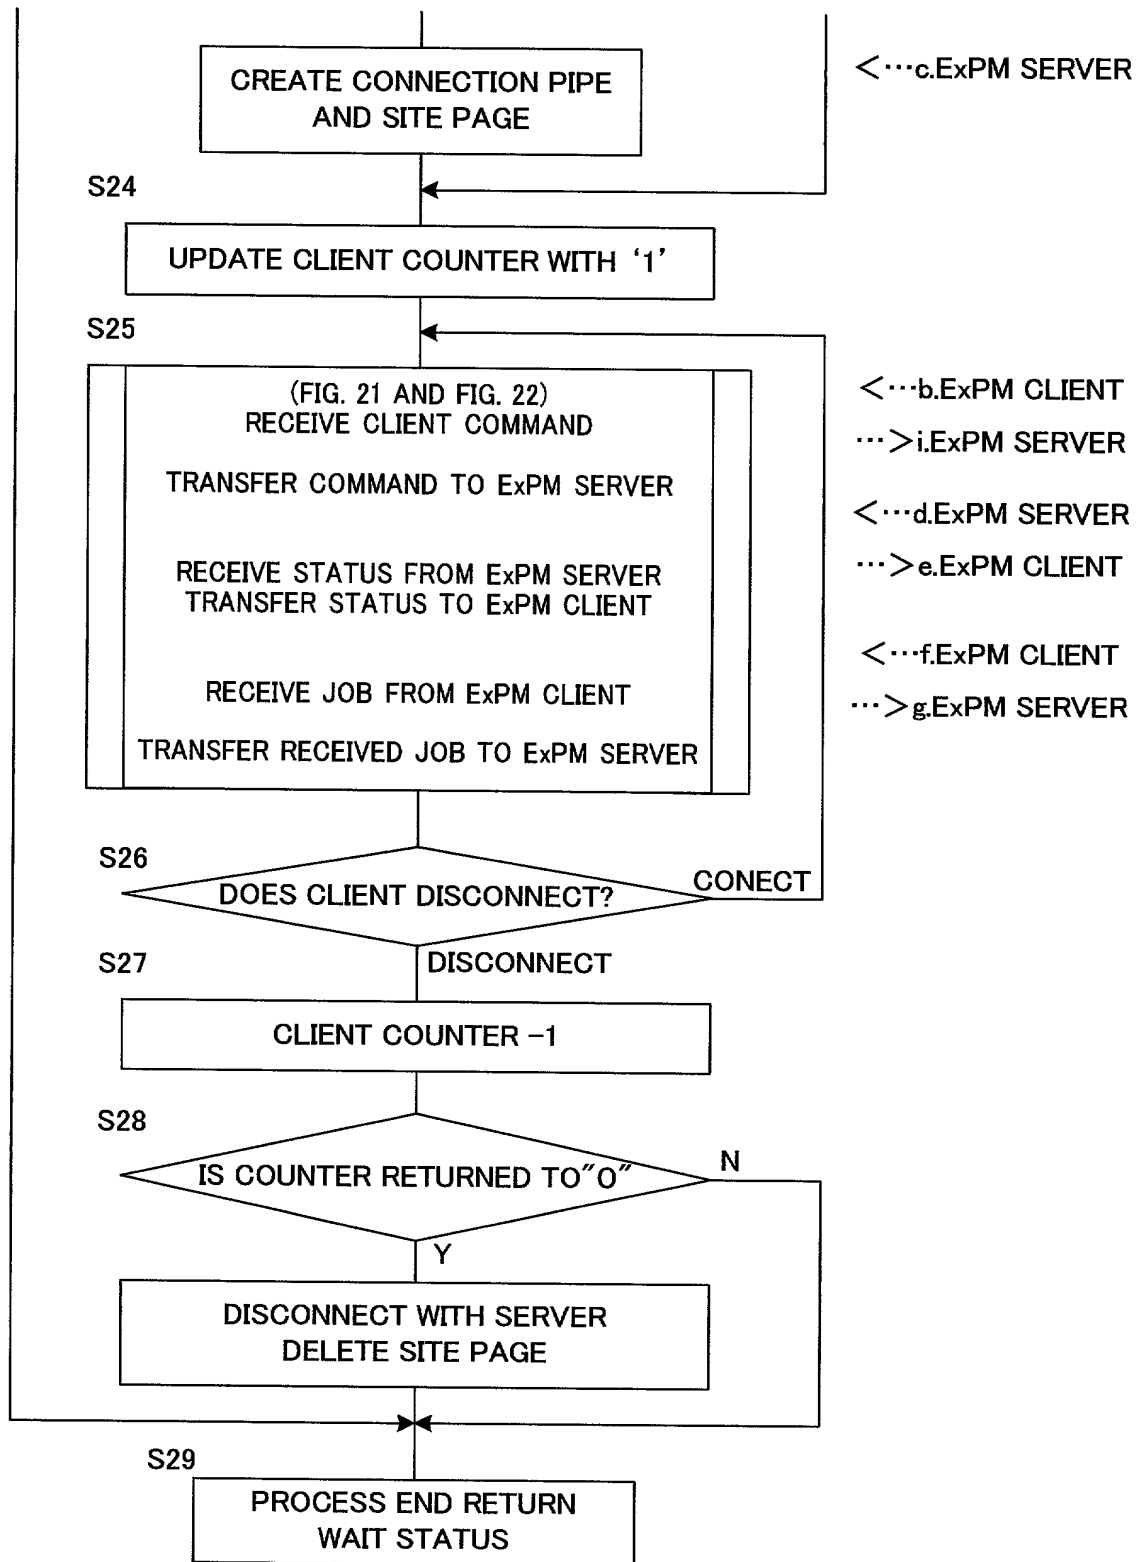 CREATE CONNECTION PIPE
AND SITE PAGE
<···c.ExPM SERVER
S24
UPDATE CLIENT COUNTER WITH ‘1’
S25
(FIG. 21 AND FIG. 22)
RECEIVE CLIENT COMMAND
TRANSFER COMMAND TO ExPM SERVER
RECEIVE STATUS FROM ExPM SERVER
TRANSFER STATUS TO ExPM CLIENT
RECEIVE JOB FROM ExPM CLIENT
TRANSFER RECEIVED JOB TO ExPM SERVER
<···b.ExPM CLIENT
···>i.ExPM SERVER
<···d.ExPM SERVER
···>e.ExPM CLIENT
<···f.ExPM CLIENT
···>g.ExPM SERVER
S26
DOES CLIENT DISCONNECT?
CONECT
DISCONNECT
S27
CLIENT COUNTER −1
S28
IS COUNTER RETURNED TO"0"
N
Y
DISCONNECT WITH SERVER
DELETE SITE PAGE
S29
PROCESS END RETURN
WAIT STATUS